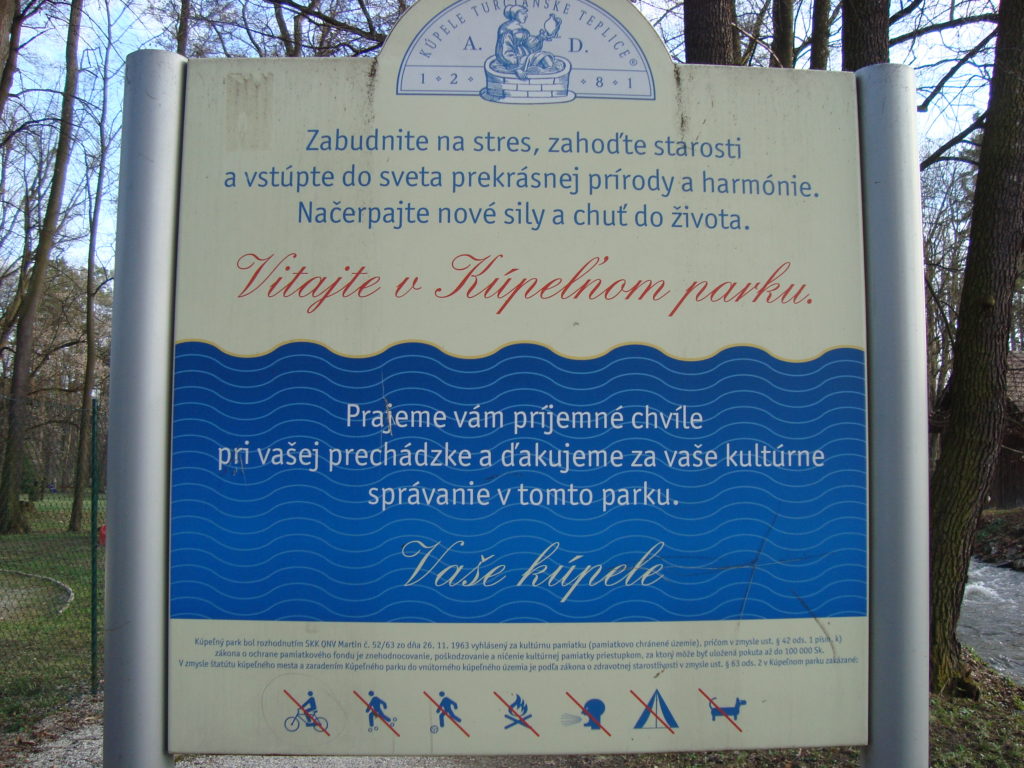 KÚPELE TURČIANSKE TEPLICE ®
A. D.
1 2 8 1
Zabudnite na stres, zahoďte starosti
a vstúpte do sveta prekrásnej prírody a harmónie.
Načerpajte nové sily a chuť do života.
Vitajte v Kúpeľnom parku.
Prajeme vám príjemné chvíle
pri vašej prechádzke a ďakujeme za vaše kultúrne
správanie v tomto parku.
Vaše kúpele
Kúpeľný park bol rozhodnutím SKK ONV Martin č. 52/63 zo dňa 26. 11. 1963 vyhlásený za kultúrnu pamiatku (pamiatkovo chránené územie), pričom v zmysle ust. § 42 ods. 1 písm. k)
zákona o ochrane pamiatkového fondu je znehodnocovanie, poškodzovanie a ničenie kultúrnej pamiatky priestupkom, za ktorý môže byť uložená pokuta až do 100 000 Sk.
V zmysle štatútu kúpeľného mesta a zaradením Kúpeľného parku do vnútorného kúpeľného územia je podľa zákona o zdravotnej starostlivosti v zmysle ust. § 63 ods. 2 v Kúpeľnom parku zakázané: